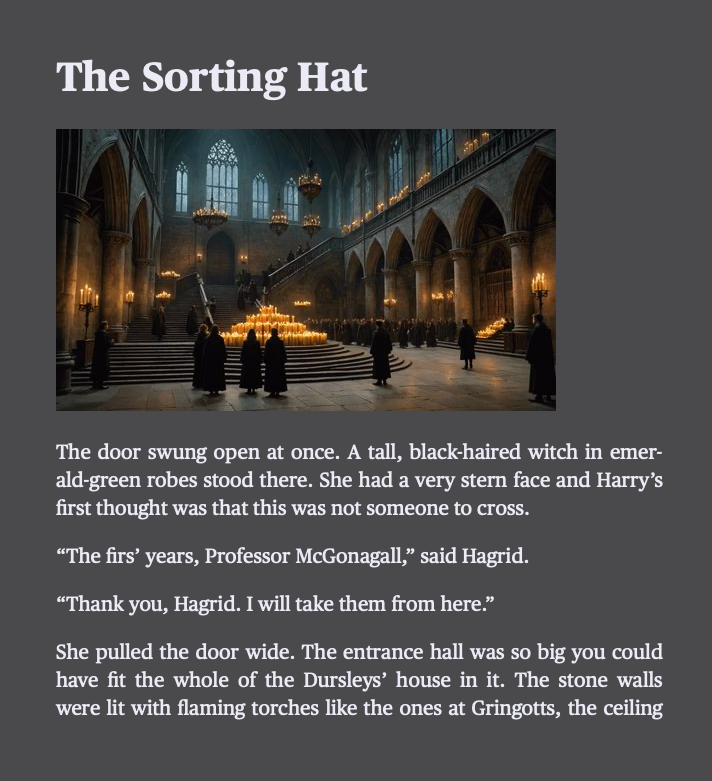 The Sorting Hat
The door swung open at once. A tall, black-haired witch in emer-
ald-green robes stood there. She had a very stern face and Harry’s
first thought was that this was not someone to cross.
“The firs’ years, Professor McGonagall,” said Hagrid.
“Thank you, Hagrid. I will take them from here.”
She pulled the door wide. The entrance hall was so big you could
have fit the whole of the Dursleys’ house in it. The stone walls
were lit with flaming torches like the ones at Gringotts, the ceiling